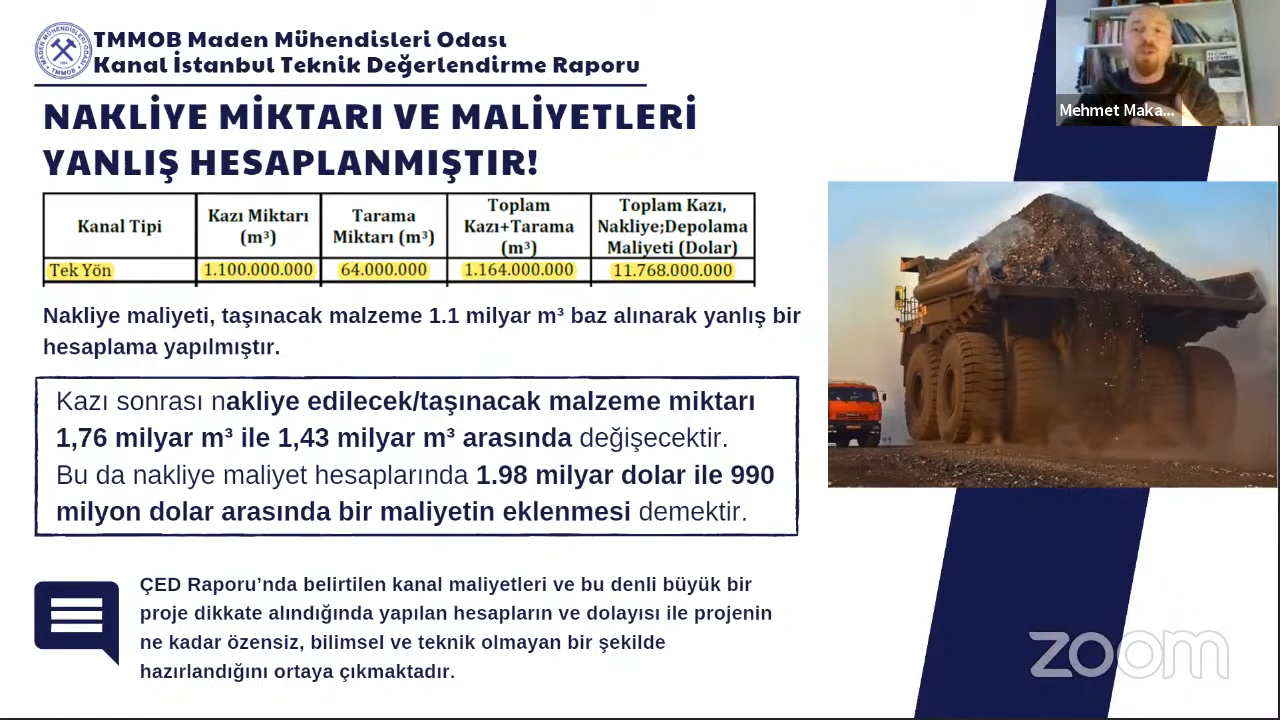 TMMOB Maden Mühendisleri Odası
Kanal İstanbul Teknik Değerlendirme Raporu
NAKLİYE MİKTARI VE MALİYETLERİ
YANLIŞ HESAPLANMIŞTIR!
Kanal Tipi
Kazı Miktarı (m³)
Tarama Miktarı (m³)
Toplam Kazı+Tarama (m³)
Toplam Kazı, Nakliye;Depolama Maliyeti (Dolar)
Tek Yön 1.100.000.000 64.000.000 1.164.000.000 11.768.000.000
Nakliye maliyeti, taşınacak malzeme 1.1 milyar m³ baz alınarak yanlış bir
hesaplama yapılmıştır.
Kazı sonrası nakliye edilecek/taşınacak malzeme miktarı
1,76 milyar m³ ile 1,43 milyar m³ arasında değişecektir.
Bu da nakliye maliyet hesaplarında 1.98 milyar dolar ile 990
milyon dolar arasında bir maliyetin eklenmesi demektir.
ÇED Raporu’nda belirtilen kanal maliyetleri ve bu denli büyük bir
proje dikkate alındığında yapılan hesapların ve dolayısı ile projenin
ne kadar özensiz, bilimsel ve teknik olmayan bir şekilde
hazırlandığını ortaya çıkmaktadır.
Mehmet Maka...
zoom
MADEN MÜHENDİSLERİ ODASI
TMMOB